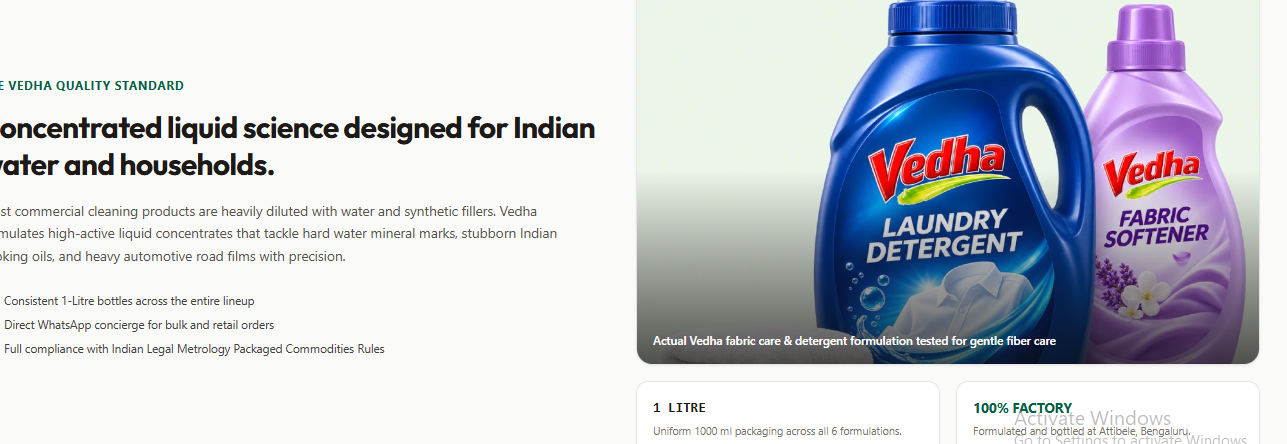 VEDHA QUALITY STANDARD
liquid science designed for Indian
and households.
commercial cleaning products are heavily diluted with water and synthetic fillers. Vedha
high-active liquid concentrates that tackle hard water mineral marks, stubborn Indian
oils, and heavy automotive road films with precision.
Consistent 1-Litre bottles across the entire lineup
Direct WhatsApp concierge for bulk and retail orders
Full compliance with Indian Legal Metrology Packaged Commodities Rules
Vedha
LAUNDRY
DETERGENT
Vedha
FABRIC
SOFTENER
Actual Vedha fabric care & detergent formulation tested for gentle fiber care
1 LITRE
Uniform 1000 ml packaging across all 6 formulations.
100% FACTORY
Formulated and bottled at Attibele, Bengaluru.
Activate Windows
Go to Settings to activate Windows